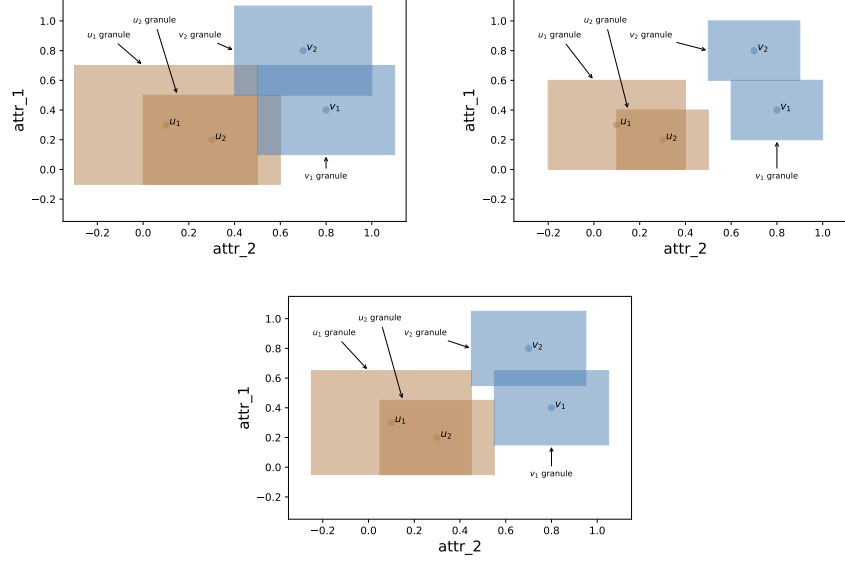 u₂ granule
u₁ granule
v₂ granule
v₂
v₁
u₁
u₂
v₁ granule
1.0
0.8
0.6
0.4
0.2
0.0
−0.2
attr_1
−0.2 0.0 0.2 0.4 0.6 0.8 1.0
attr_2
u₂ granule
u₁ granule
v₂ granule
v₂
v₁
u₁
u₂
v₁ granule
1.0
0.8
0.6
0.4
0.2
0.0
−0.2
attr_1
−0.2 0.0 0.2 0.4 0.6 0.8 1.0
attr_2
u₂ granule
u₁ granule
v₂ granule
v₂
v₁
u₁
u₂
v₁ granule
1.0
0.8
0.6
0.4
0.2
0.0
−0.2
attr_1
−0.2 0.0 0.2 0.4 0.6 0.8 1.0
attr_2